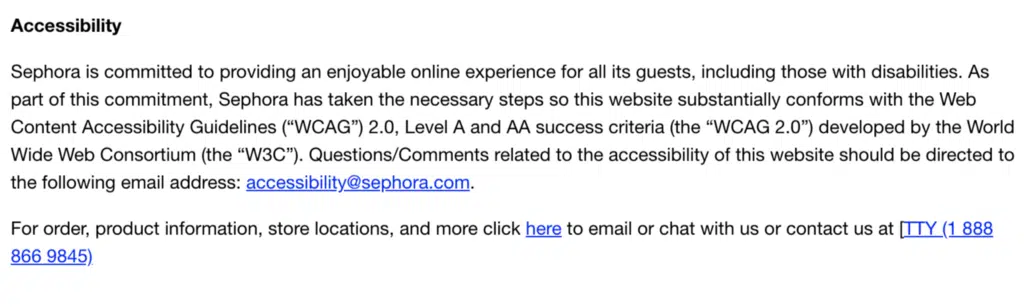 Accessibility
Sephora is committed to providing an enjoyable online experience for all its guests, including those with disabilities. As
part of this commitment, Sephora has taken the necessary steps so this website substantially conforms with the Web
Content Accessibility Guidelines (“WCAG”) 2.0, Level A and AA success criteria (the “WCAG 2.0”) developed by the World
Wide Web Consortium (the “W3C”). Questions/Comments related to the accessibility of this website should be directed to
the following email address: accessibility@sephora.com.
For order, product information, store locations, and more click here to email or chat with us or contact us at [TTY (1 888
866 9845)